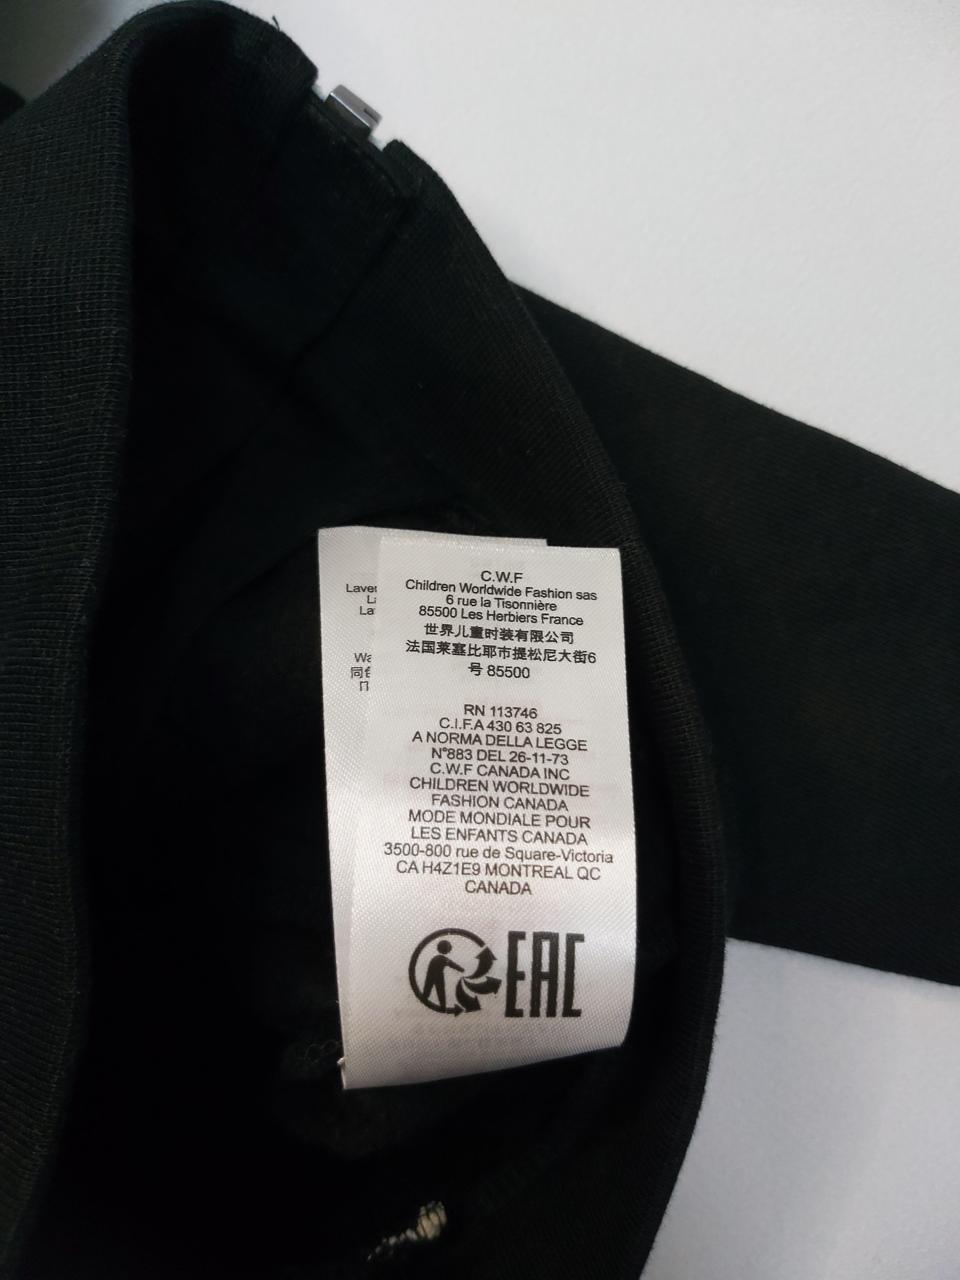 C.W.F
Children Worldwide Fashion sas
6 rue la Tisonnière
85500 Les Herbiers France
世界儿童时装有限公司
法国莱塞比耶市提松尼大街6
号 85500
RN 113746
C.I.F.A 430 63 825
A NORMA DELLA LEGGE
N°883 DEL 26-11-73
C.W.F CANADA INC
CHILDREN WORLDWIDE
FASHION CANADA
MODE MONDIALE POUR
LES ENFANTS CANADA
3500-800 rue de Square-Victoria
CA H4Z1E9 MONTREAL QC
CANADA
EAC